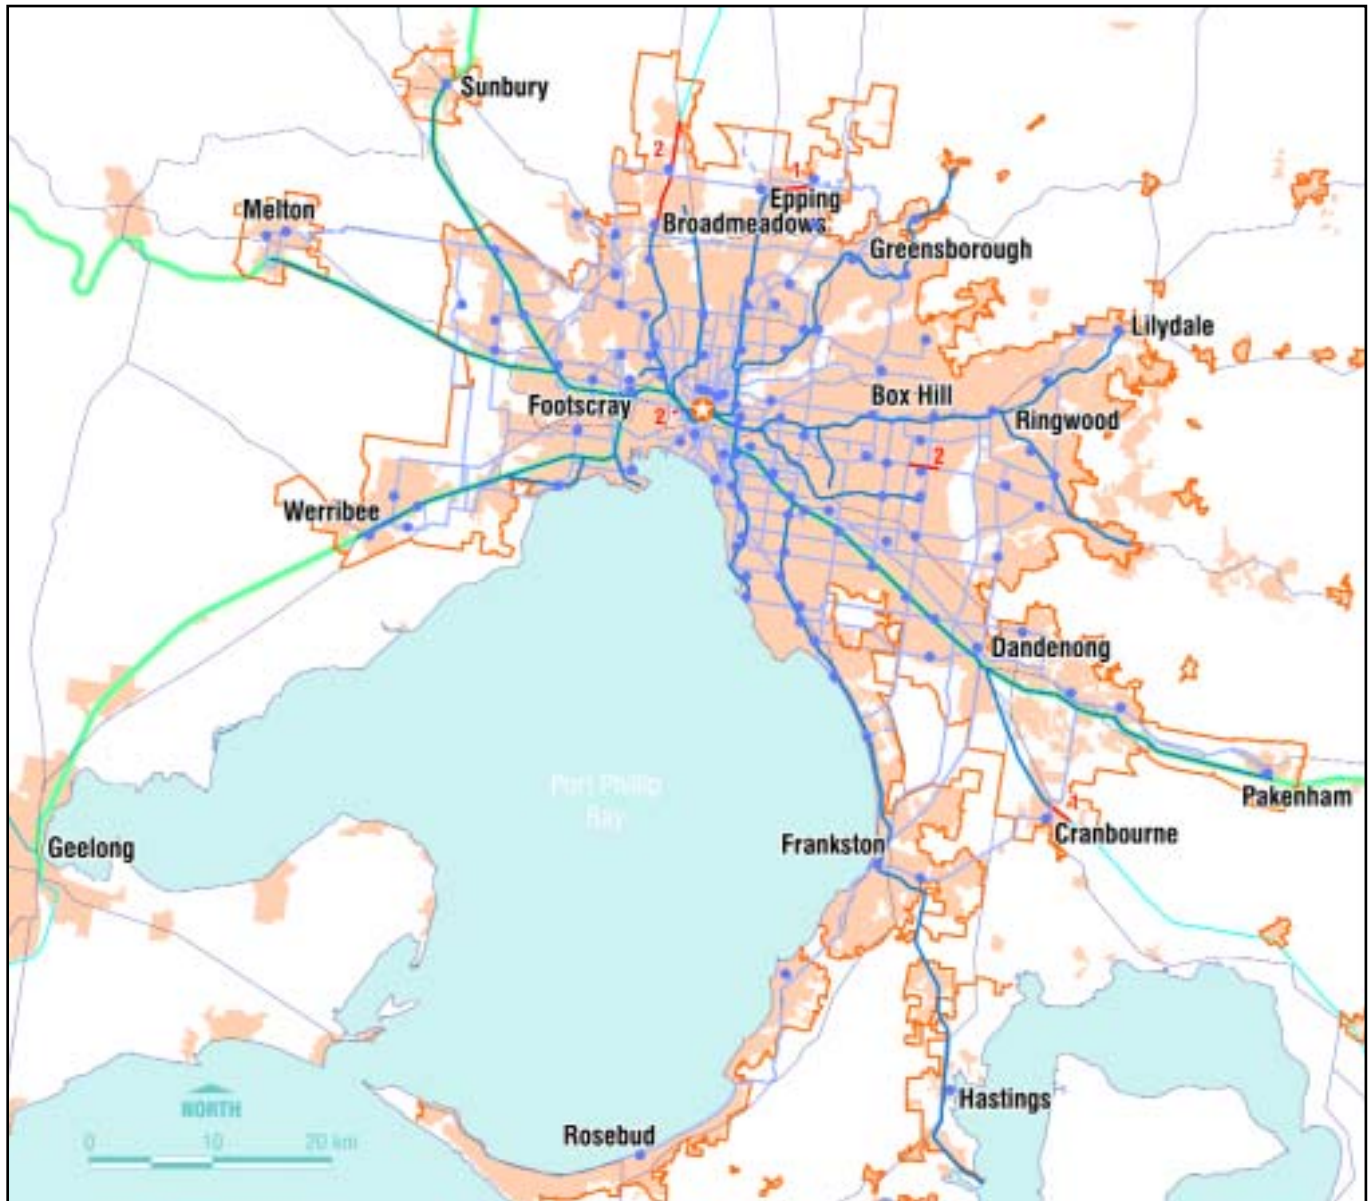 Sunbury
2
1
Epping
Melton
Broadmeadows
Greensborough
Lilydale
Box Hill
Footscray
2
Ringwood
2
Werribee
Dandenong
Port Phillip
Bay
Pakenham
1
Cranbourne
Frankston
Geelong
Hastings
NORTH
0 10 20 km
Rosebud